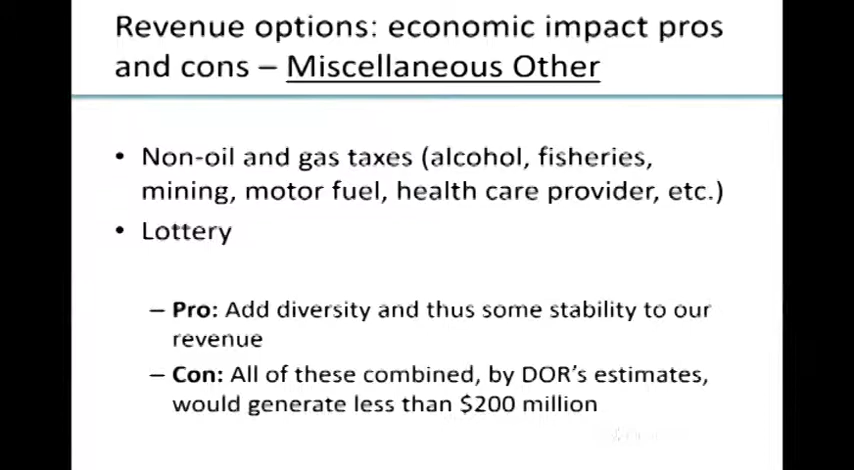 Revenue options: economic impact pros
and cons – Miscellaneous Other
• Non-oil and gas taxes (alcohol, fisheries,
mining, motor fuel, health care provider, etc.)
• Lottery
– Pro: Add diversity and thus some stability to our
revenue
– Con: All of these combined, by DOR's estimates,
would generate less than $200 million